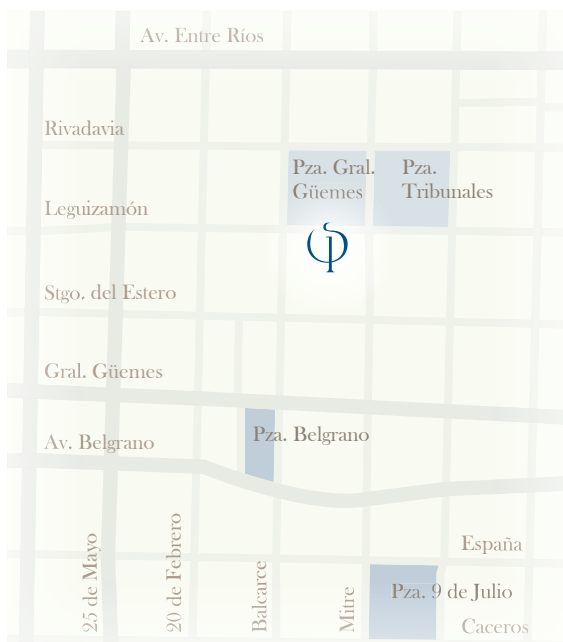 Av. Entre Ríos
Rivadavia
Pza. Gral.
Güemes
Pza.
Tribunales
Leguizamón
Stgo. del Estero
Gral. Güemes
Pza. Belgrano
Av. Belgrano
25 de Mayo
20 de Febrero
Balcarce
Mitre
España
Pza. 9 de Julio
Caceros